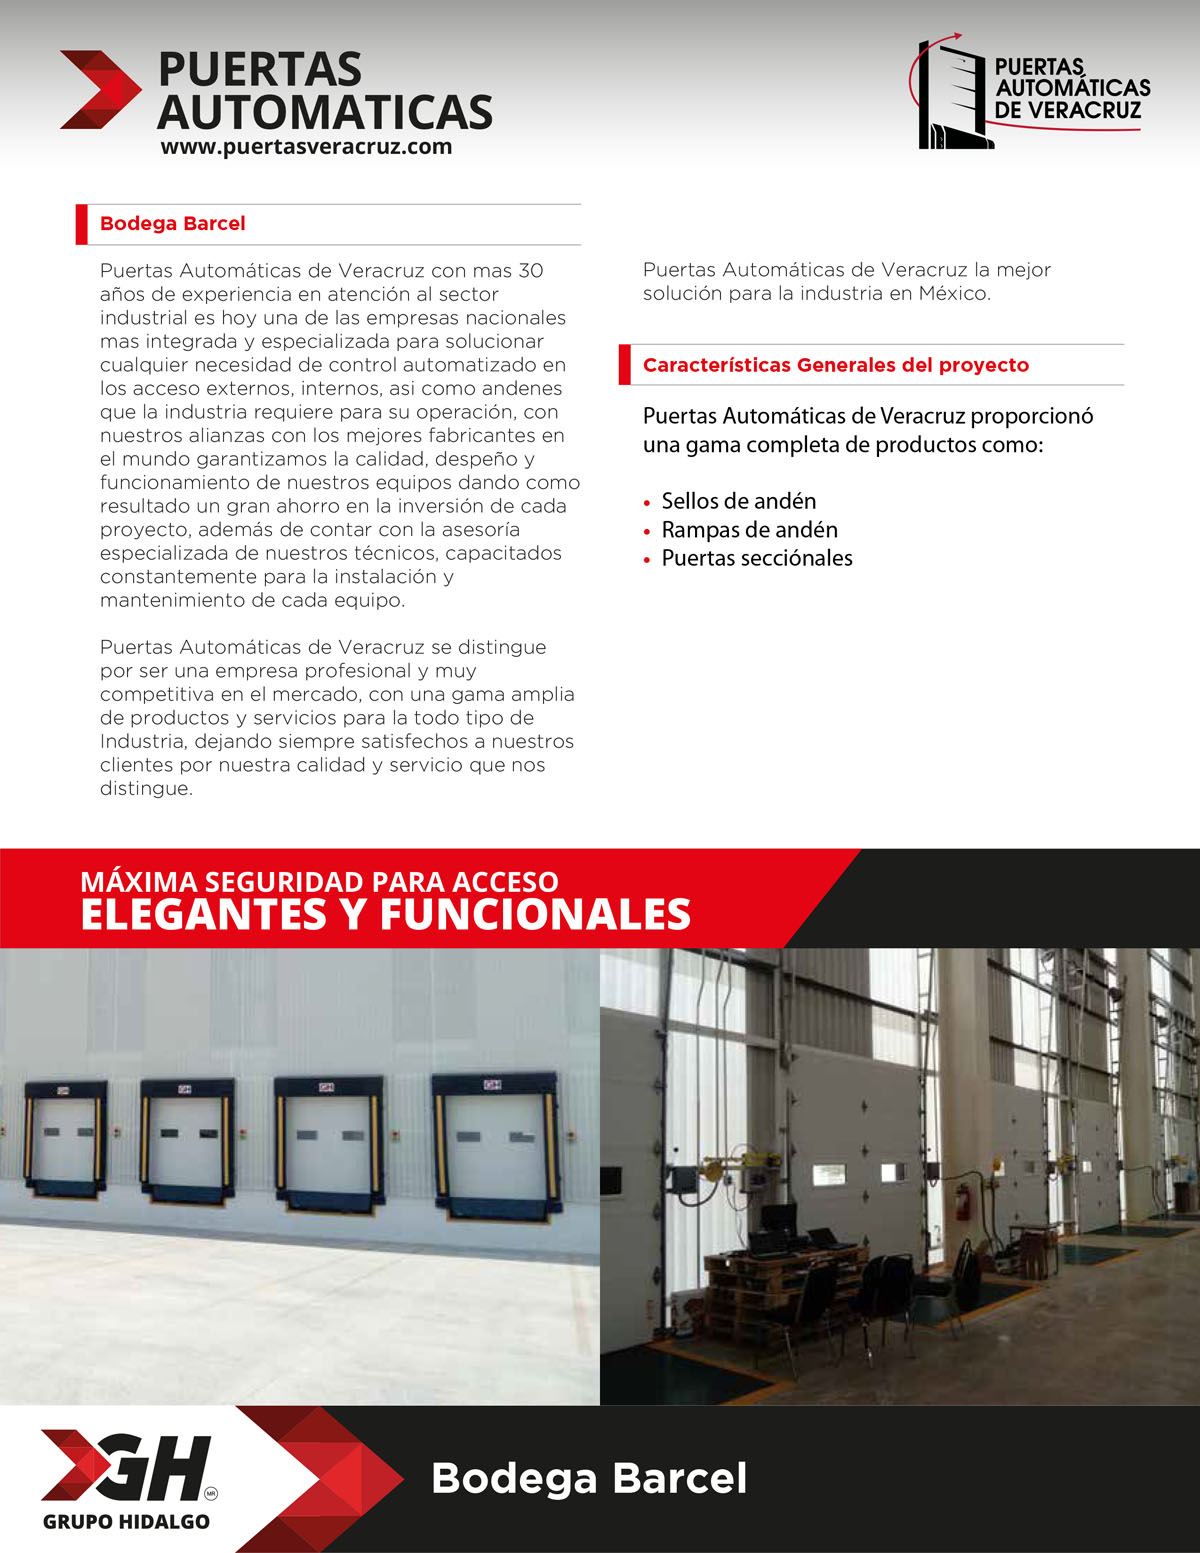 PUERTAS
AUTOMATICAS
www.puertasveracruz.com
PUERTAS
AUTOMÁTICAS
DE VERACRUZ
Bodega Barcel
Puertas Automáticas de Veracruz con mas 30
años de experiencia en atención al sector
industrial es hoy una de las empresas nacionales
mas integrada y especializada para solucionar
cualquier necesidad de control automatizado en
los acceso externos, internos, asi como andenes
que la industria requiere para su operación, con
nuestros alianzas con los mejores fabricantes en
el mundo garantizamos la calidad, despeño y
funcionamiento de nuestros equipos dando como
resultado un gran ahorro en la inversión de cada
proyecto, además de contar con la asesoría
especializada de nuestros técnicos, capacitados
constantemente para la instalación y
mantenimiento de cada equipo.
Puertas Automáticas de Veracruz se distingue
por ser una empresa profesional y muy
competitiva en el mercado, con una gama amplia
de productos y servicios para la todo tipo de
Industria, dejando siempre satisfechos a nuestros
clientes por nuestra calidad y servicio que nos
distingue.
Puertas Automáticas de Veracruz la mejor
solución para la industria en México.
Características Generales del proyecto
Puertas Automáticas de Veracruz proporcionó
una gama completa de productos como:
• Sellos de andén
• Rampas de andén
• Puertas secciónales
MÁXIMA SEGURIDAD PARA ACCESO
ELEGANTES Y FUNCIONALES
GH
GH
GH
GH
GH
MR
GRUPO HIDALGO
Bodega Barcel